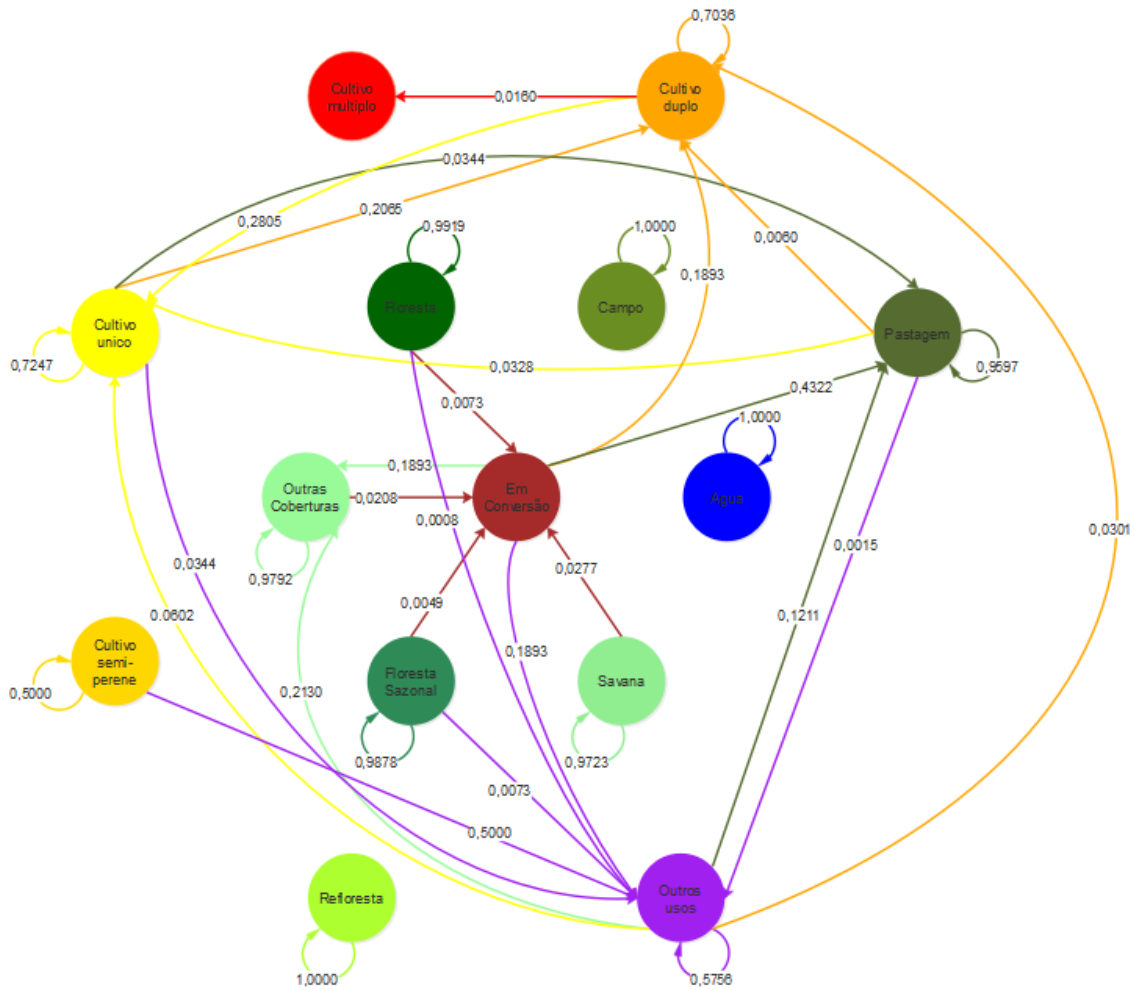 0,7036
Cultivo
multiplo
0,0160
Cultivo
duplo
0,0344
0,2065
0,2805
0,9919
1,0000
0,0060
0,1893
Floresta
Campo
Cultivo
unico
Pastagem
0,7247
0,0328
0,9597
0,4322
0,0073
1,0000
0,1893
Outras
Coberturas
0,0208
Em
Conversão
Agua
0,0008
0,0301
0,0015
0,0344
0,0277
0,9792
0,0049
0.0602
0,1211
Cultivo
semi-
perene
0,1893
Floresta
Sazonal
Savana
0,5000
0,2130
0,9878
0,9723
0,0073
0,5000
Refloresta
Outros
usos
1,0000
0,5756